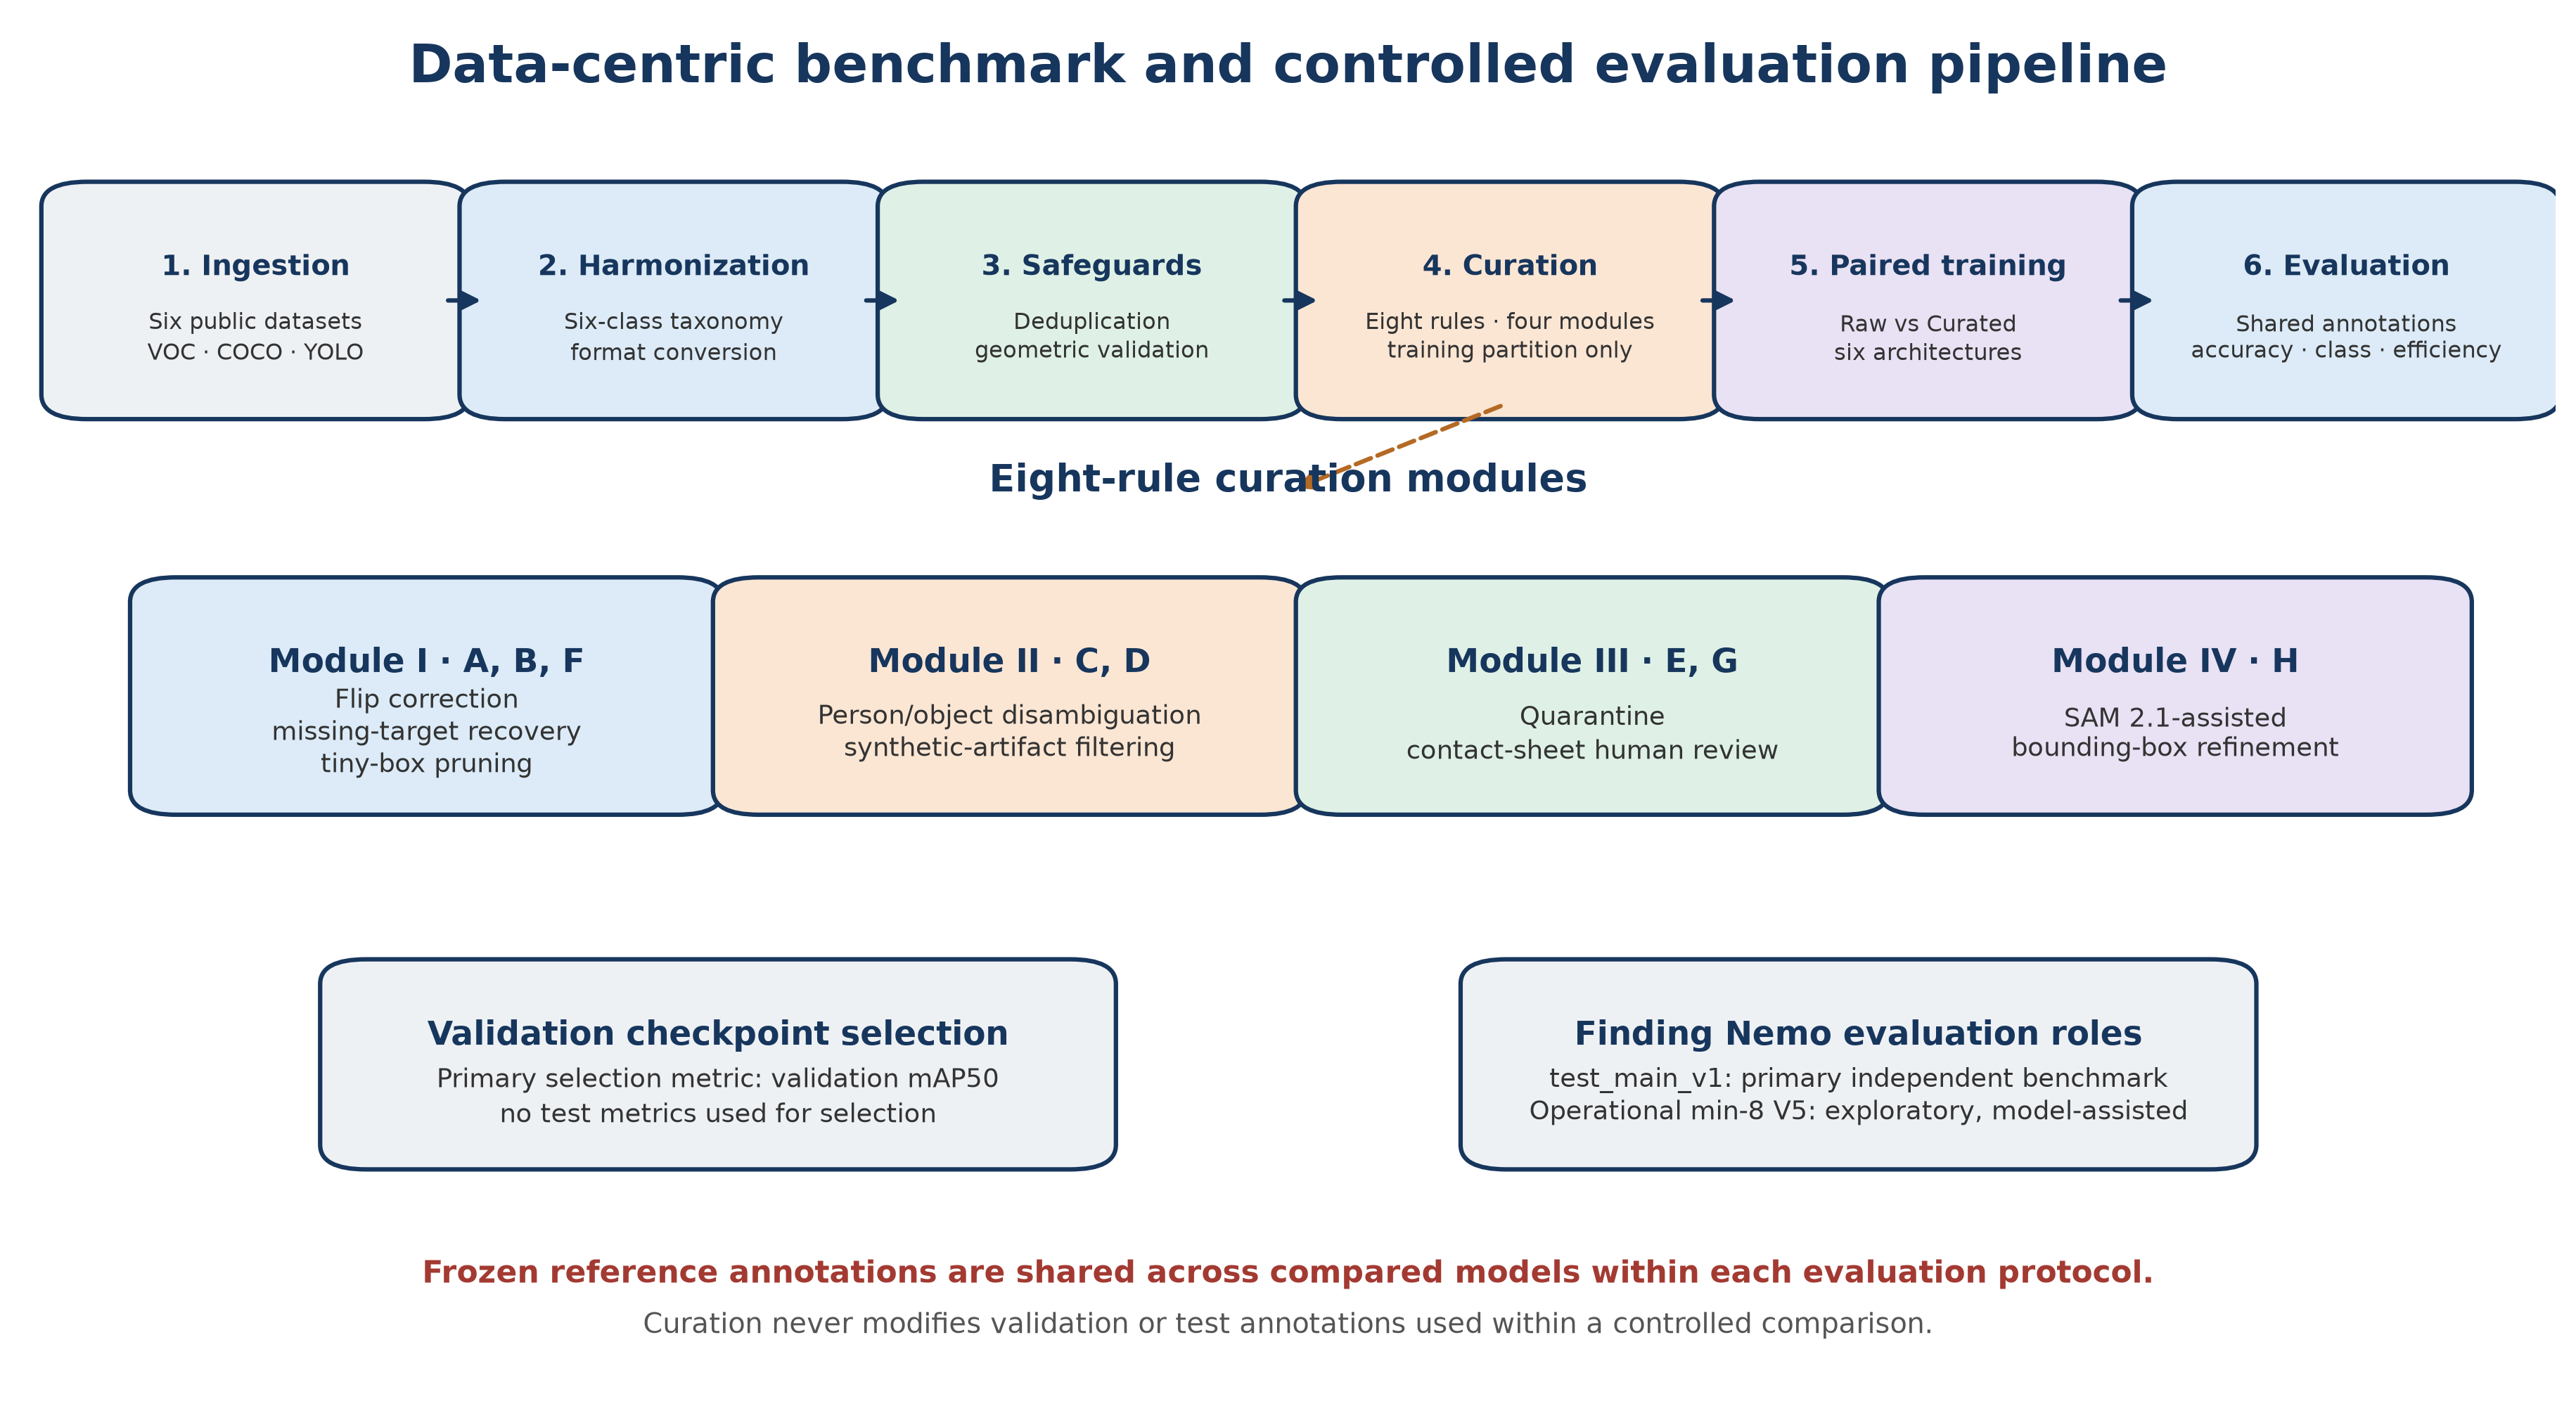 Data-centric benchmark and controlled evaluation pipeline
1. Ingestion
Six public datasets
VOC · COCO · YOLO
2. Harmonization
Six-class taxonomy
format conversion
3. Safeguards
Deduplication
geometric validation
4. Curation
Eight rules · four modules
training partition only
5. Paired training
Raw vs Curated
six architectures
6. Evaluation
Shared annotations
accuracy · class · efficiency
Eight-rule curation modules
Module I · A, B, F
Flip correction
missing-target recovery
tiny-box pruning
Module II · C, D
Person/object disambiguation
synthetic-artifact filtering
Module III · E, G
Quarantine
contact-sheet human review
Module IV · H
SAM 2.1-assisted
bounding-box refinement
Validation checkpoint selection
Primary selection metric: validation mAP50
no test metrics used for selection
Finding Nemo evaluation roles
test_main_v1: primary independent benchmark
Operational min-8 V5: exploratory, model-assisted
Frozen reference annotations are shared across compared models within each evaluation protocol.
Curation never modifies validation or test annotations used within a controlled comparison.